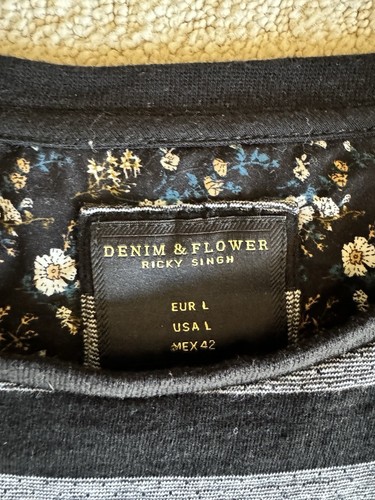 DENIM & FLOWER
RICKY SINGH
EUR L
USA L
MEX 42